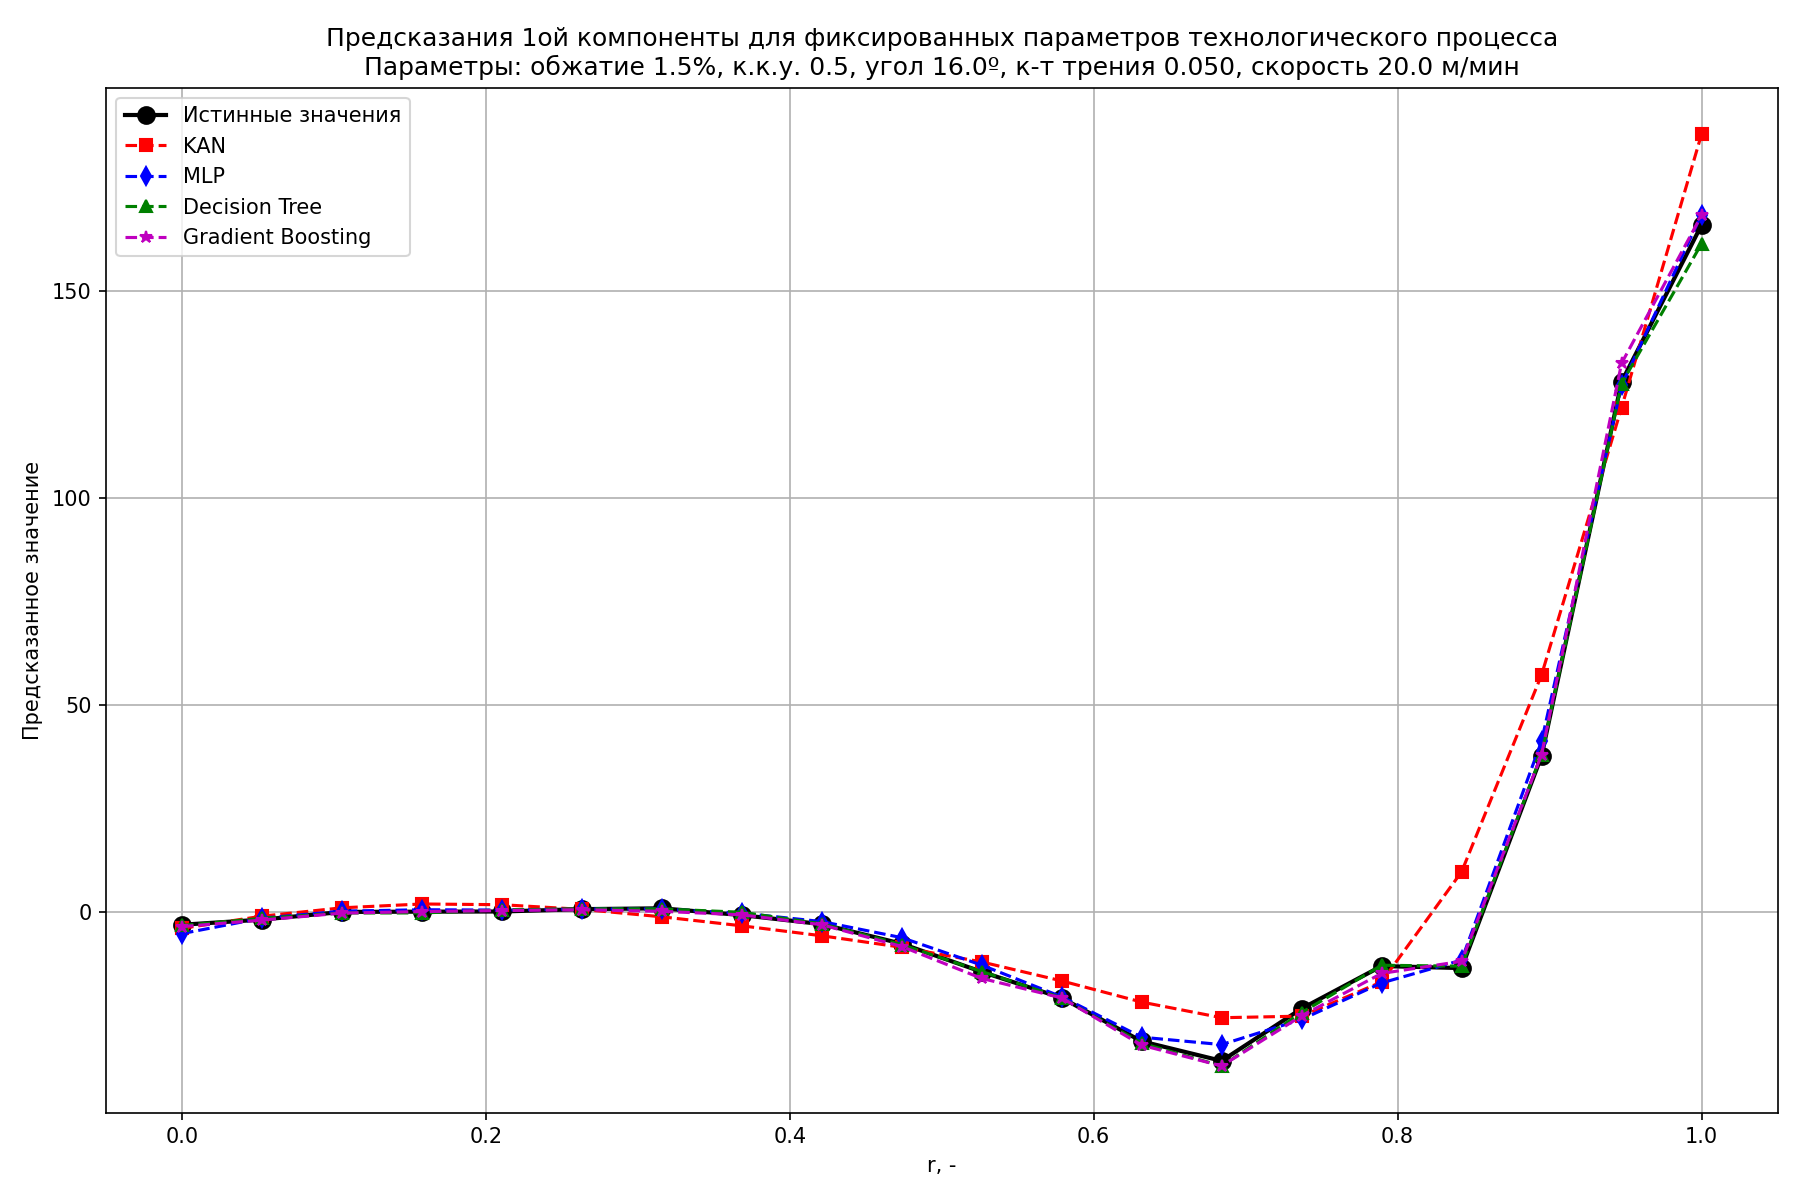 Предсказания 1ой компоненты для фиксированных параметров технологического процесса
Параметры: обжатие 1.5%, к.к.у. 0.5, угол 16.0º, к-т трения 0.050, скорость 20.0 м/мин
Истинные значения
KAN
MLP
Decision Tree
Gradient Boosting
Предсказанное значение
150
100
50
0
0.0
0.2
0.4
0.6
0.8
1.0
r, -